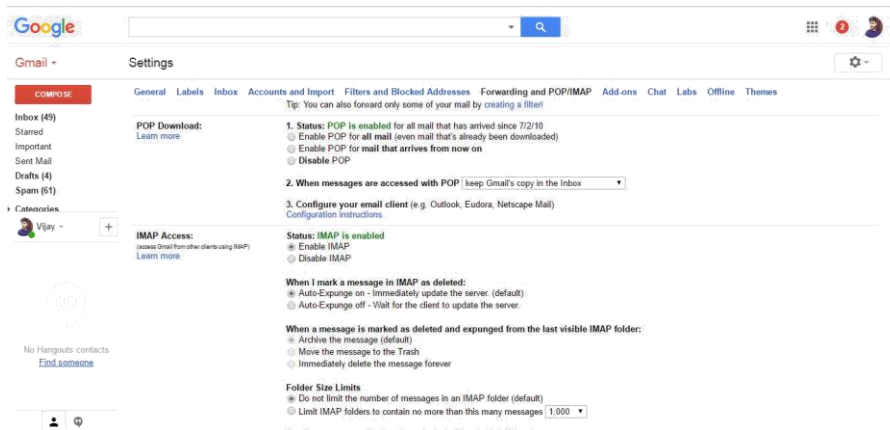 Google
2
Gmail
Settings
COMPOSE
General Labels Inbox Accounts and Import Filters and Blocked Addresses Forwarding and POP/IMAP Add-ons Chat Labs Offline Themes
Tip: You can also forward only some of your mail by creating a filter!
Inbox (49)
Starred
Important
Sent Mail
Drafts (4)
Spam (61)
Categories
Vijay
+
No Hangouts contacts
Find someone
POP Download:
Learn more
1. Status: POP is enabled for all mail that has arrived since 7/2/10
Enable POP for all mail (even mail that's already been downloaded)
Enable POP for mail that arrives from now on
Disable POP
2. When messages are accessed with POP keep Gmail's copy in the Inbox
3. Configure your email client (e.g. Outlook, Eudora, Netscape Mail)
Configuration instructions
IMAP Access:
(access Gmail from other clients using IMAP)
Learn more
Status: IMAP is enabled
Enable IMAP
Disable IMAP
When I mark a message in IMAP as deleted:
Auto-Expunge on - Immediately update the server. (default)
Auto-Expunge off - Wait for the client to update the server.
When a message is marked as deleted and expunged from the last visible IMAP folder:
Archive the message (default)
Move the message to the Trash
Immediately delete the message forever
Folder Size Limits
Do not limit the number of messages in an IMAP folder (default)
Limit IMAP folders to contain no more than this many messages 1,000